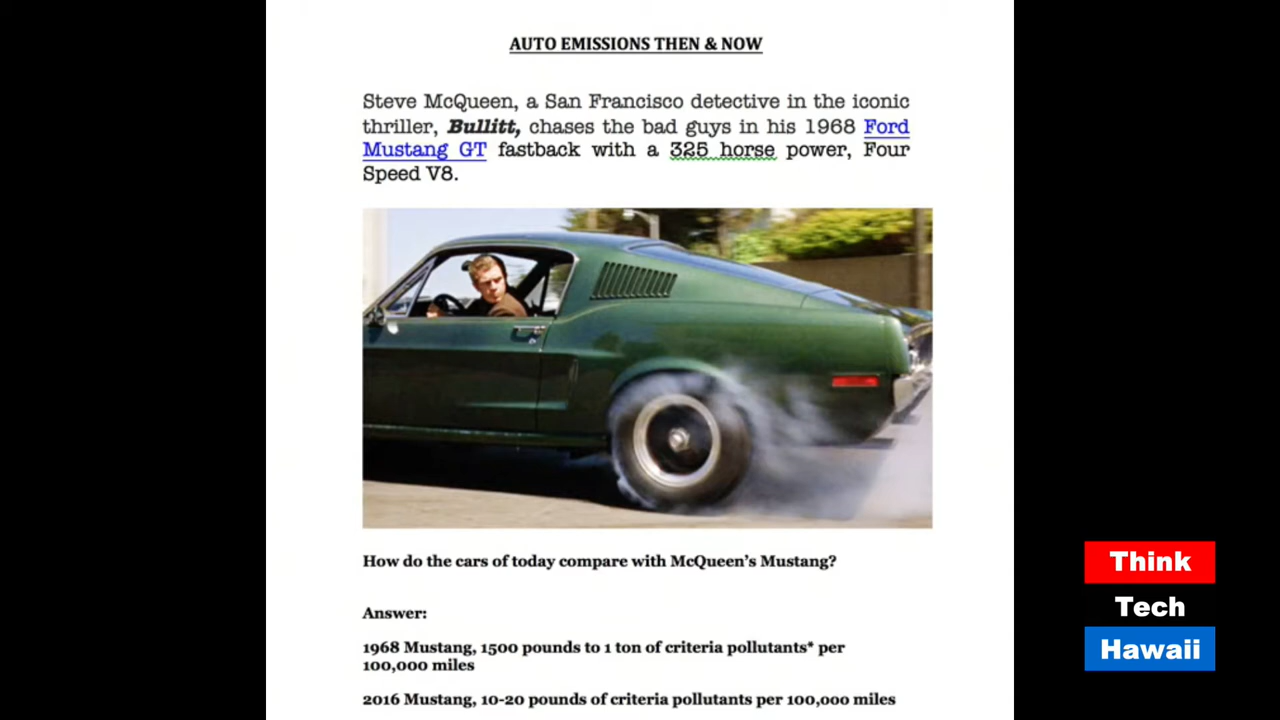 AUTO EMISSIONS THEN & NOW
Steve McQueen, a San Francisco detective in the iconic
thriller, Bullitt, chases the bad guys in his 1968 Ford
Mustang GT fastback with a 325 horse power, Four
Speed V8.
How do the cars of today compare with McQueen's Mustang?
Answer:
1968 Mustang, 1500 pounds to 1 ton of criteria pollutants* per
100,000 miles
2016 Mustang, 10-20 pounds of criteria pollutants per 100,000 miles
Think
Tech
Hawaii